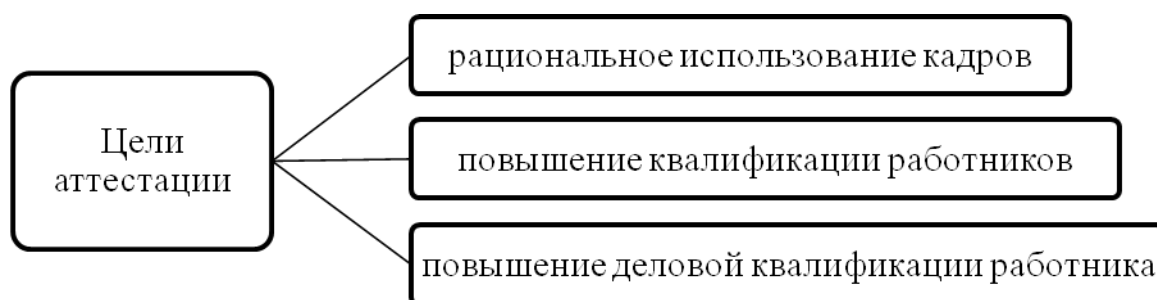 Цели
аттестации
рациональное использование кадров
повышение квалификации работников
повышение деловой квалификации работника